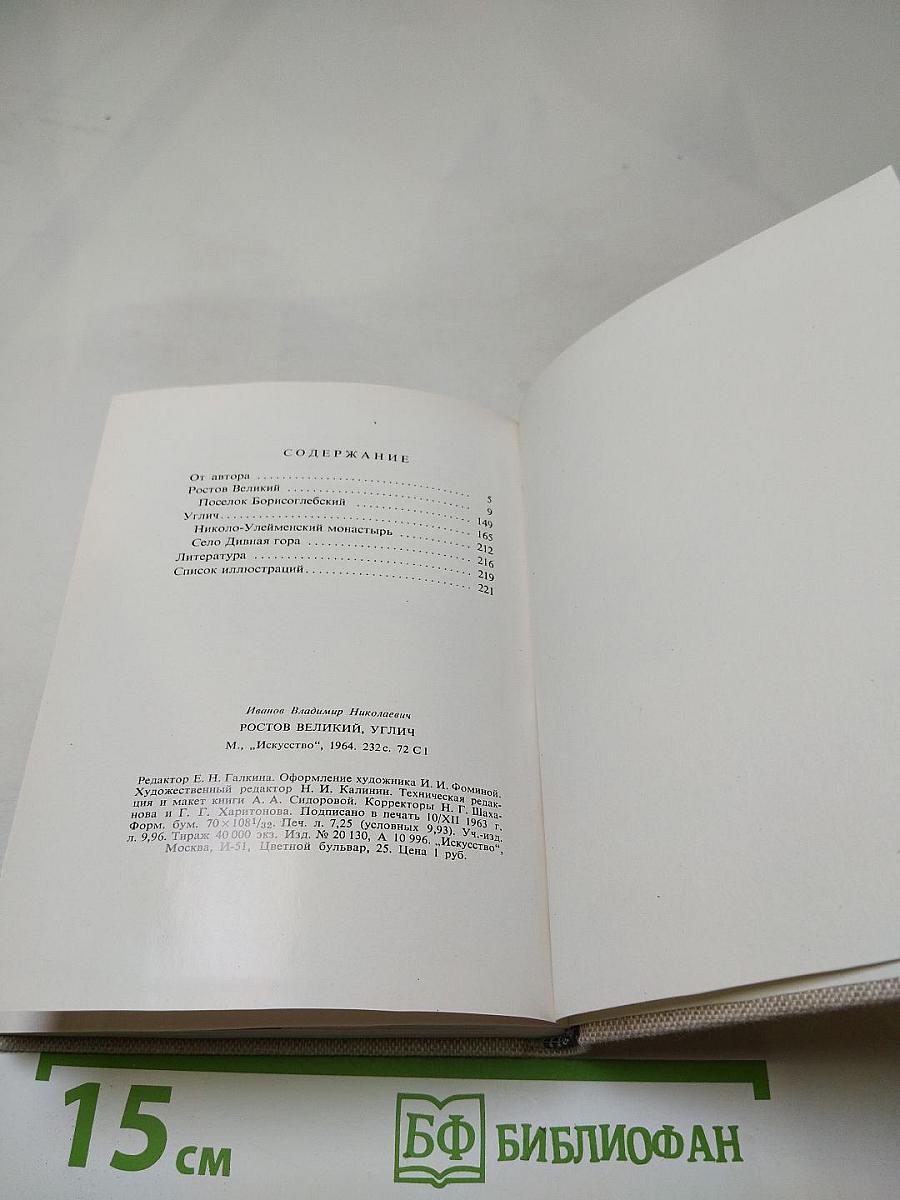 СОДЕРЖАНИЕ
От автора . . . . . . . . . . 5
Ростов Великий . . . . . . . . . . 9
Поселок Борисоглебский . . . . . . . . . . 149
Углич . . . . . . . . . . 165
Николо-Улейменский монастырь . . . . . . . . . . 212
Село Дивная гора . . . . . . . . . . 216
Литература . . . . . . . . . . 219
Список иллюстраций . . . . . . . . . . 221
Иванов Владимир Николаевич
РОСТОВ ВЕЛИКИЙ, УГЛИЧ
М., „Искусство“, 1964. 232 с. 72 С1
Редактор Е. Н. Галкина. Оформление художника И. И. Фоминой.
Художественный редактор Н. И. Калинин. Техническая редак-
ция и макет книги А. А. Сидоровой. Корректоры Н. Г. Шаха-
нова и Г. Г. Харитонова. Подписано в печать 10/XII 1963 г.
Форм. бум. 70×108¹/₃₂. Печ. л. 7,25 (условных 9,93). Уч.-изд.
л. 9,96. Тираж 40 000 экз. Изд. № 20 130, А 10 996. „Искусство“,
Москва, И-51, Цветной бульвар, 25. Цена 1 руб.
15 см
БФ БИБЛИОФАН